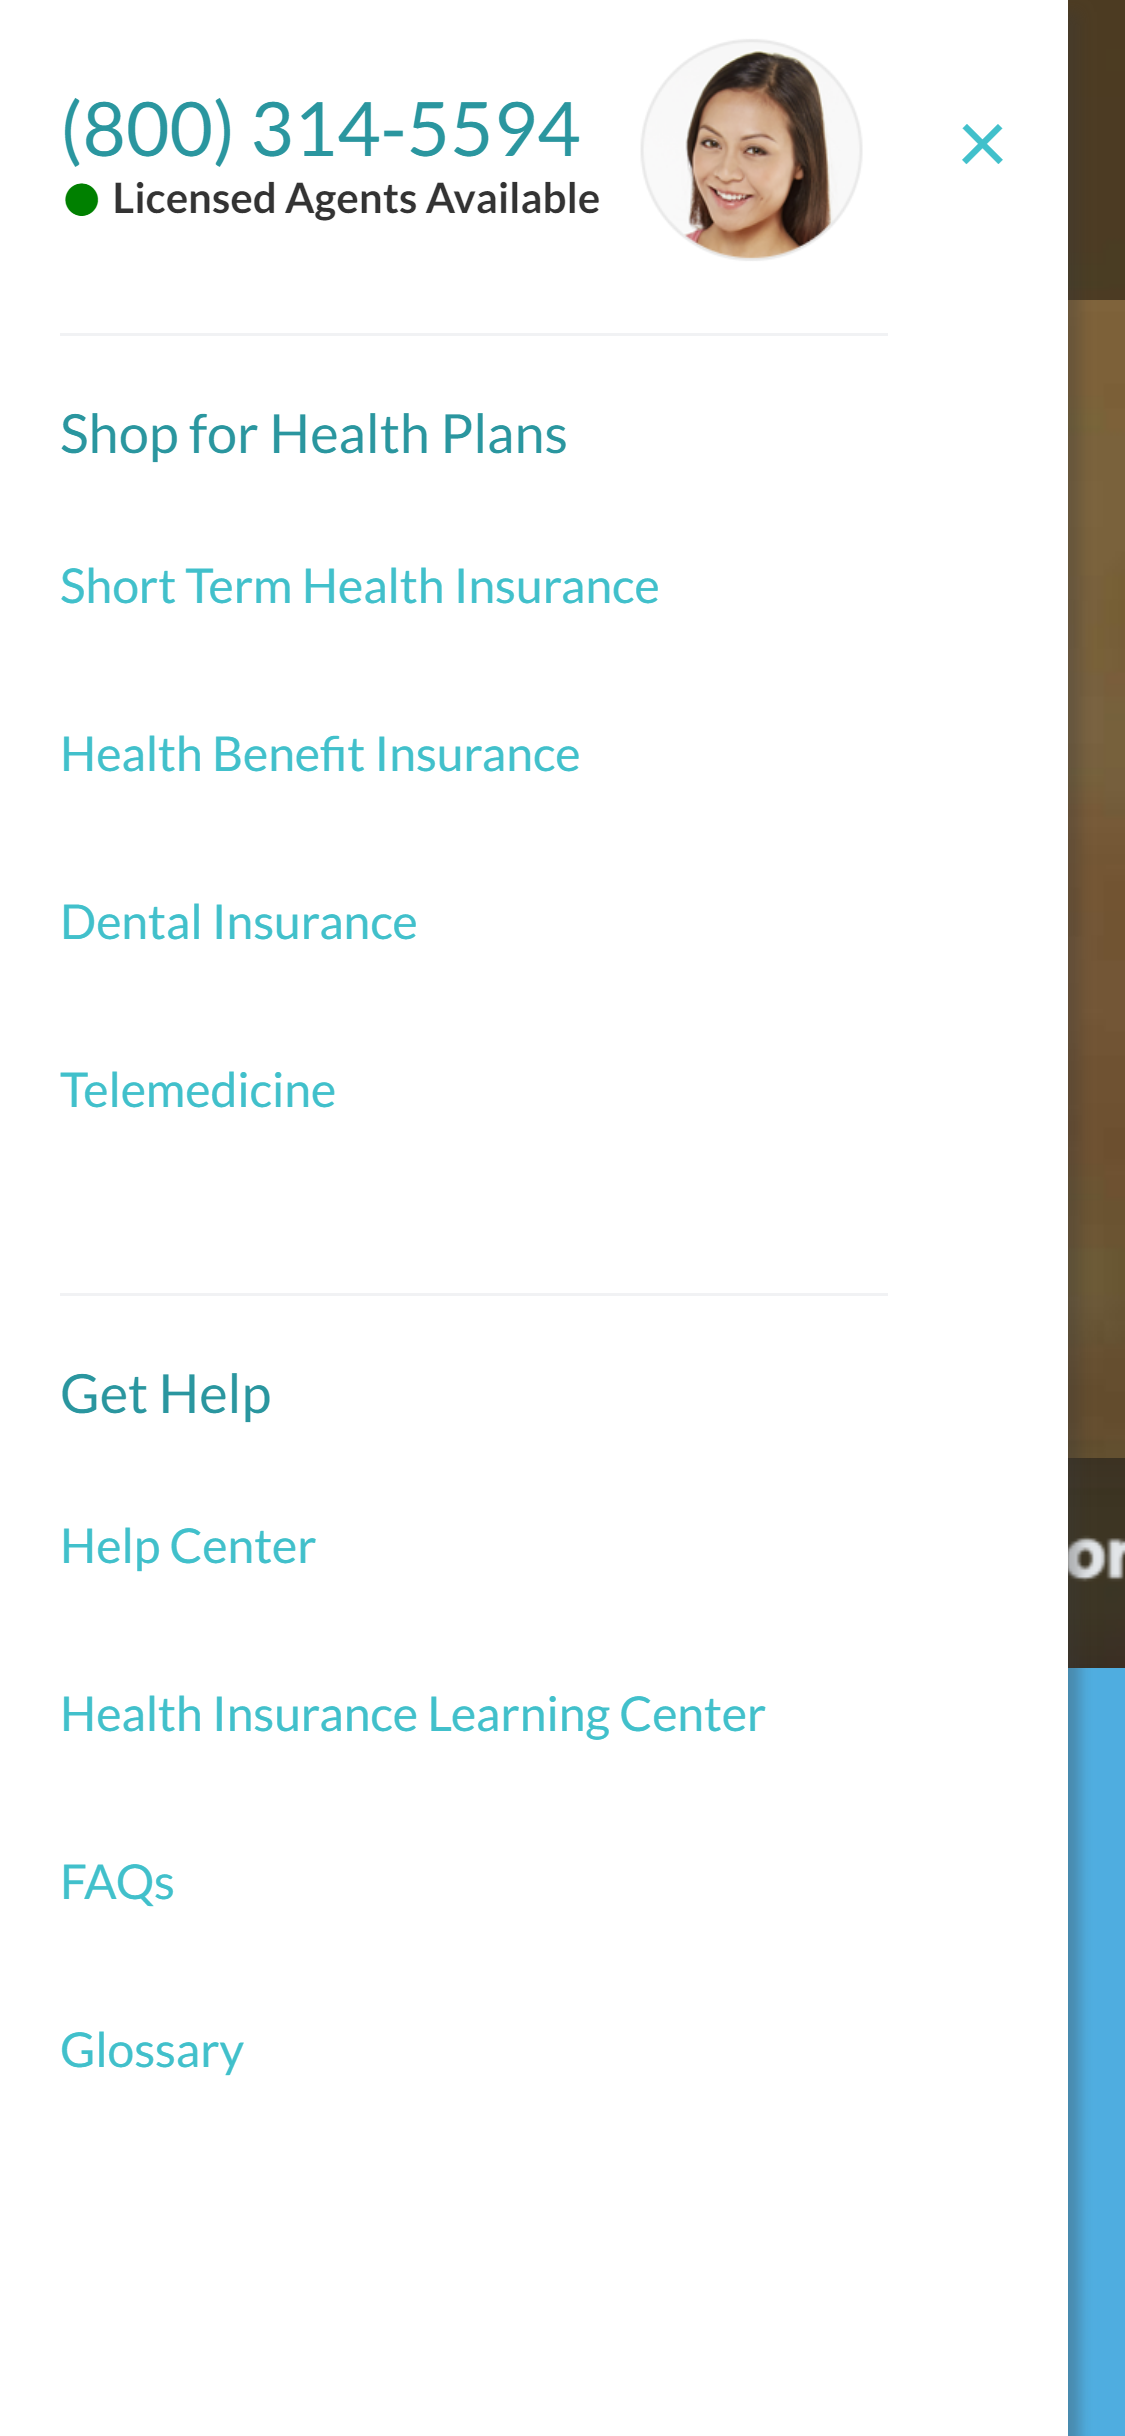 (800) 314-5594
Licensed Agents Available
Shop for Health Plans
Short Term Health Insurance
Health Benefit Insurance
Dental Insurance
Telemedicine
Get Help
Help Center
Health Insurance Learning Center
FAQs
Glossary